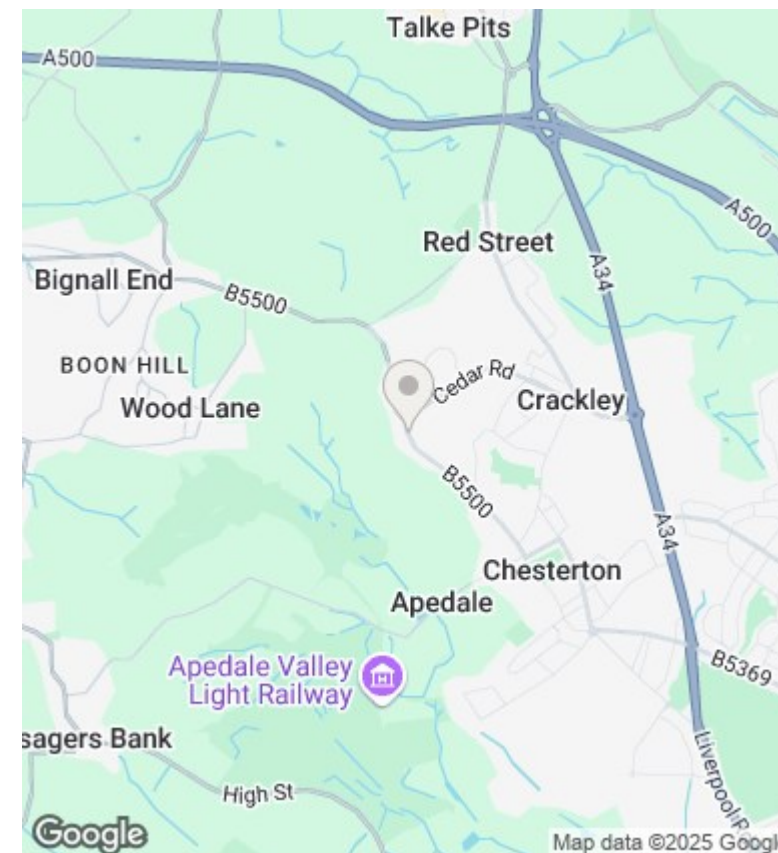 Talke Pits
A500
A500
Red Street
A34
Bignall End
B5500
BOON HILL
Cedar Rd
Wood Lane
Crackley
B5500
A34
Chesterton
Apedale
Apedale Valley
Light Railway
B5369
sagers Bank
High St
Liverpool Ro
Google
Map data ©2025 Googl